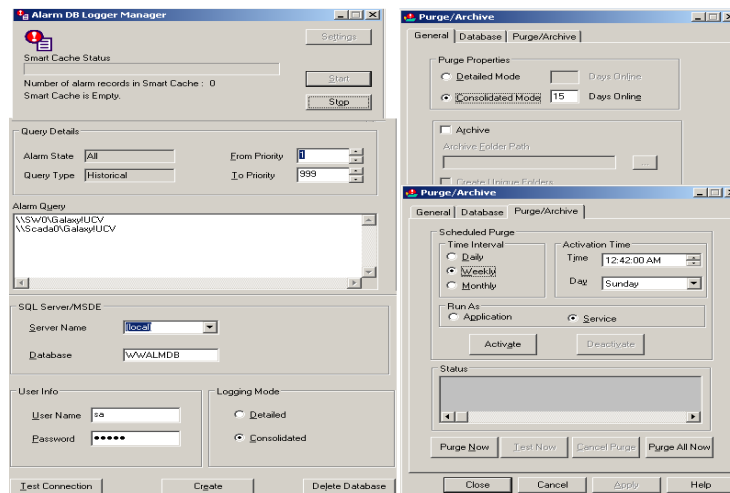 Alarm DB Logger Manager
Settings
Smart Cache Status
Number of alarm records in Smart Cache : 0
Start
Smart Cache is Empty.
Stop
Query Details
Alarm State All From Priority 1
Query Type Historical To Priority 999
Alarm Query
\\SW0\Galaxy!UCV
\\Scada0\Galaxy!UCV
SQL Server/MSDE
Server Name (local)
Database WWALMDB
User Info
User Name sa
Password •••••
Logging Mode
Detailed
Consolidated
Test Connection Create Delete Database
Purge/Archive
General Database Purge/Archive
Purge Properties
Detailed Mode Days Online
Consolidated Mode 15 Days Online
Archive
Archive Folder Path
...
Create Unique Folders
Purge/Archive
General Database Purge/Archive
Scheduled Purge
Time Interval
Daily
Weekly
Monthly
Activation Time
Time 12:42:00 AM
Day Sunday
Run As
Application Service
Activate Deactivate
Status
Purge Now Test Now Cancel Purge Purge All Now
Close Cancel Apply Help